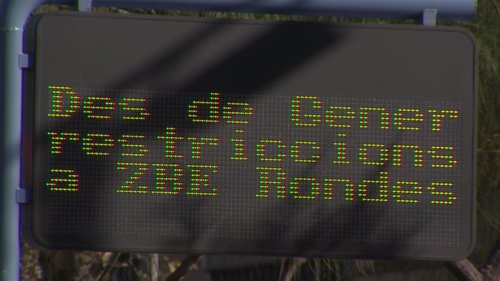 Des de Gener
restriccions
a ZBE Rondes